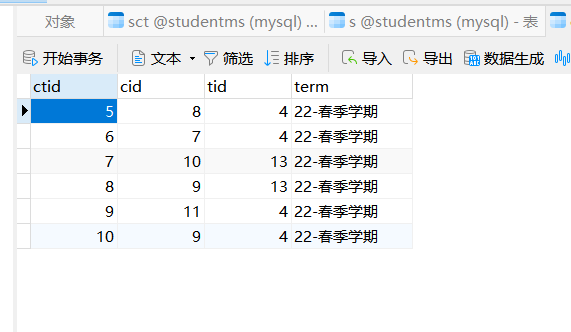 对象 sct @studentms (mysql) ... s @studentms (mysql) - 表
开始事务 文本 筛选 排序 导入 导出 数据生成
ctid cid tid term
5 8 4 22-春季学期
6 7 4 22-春季学期
7 10 13 22-春季学期
8 9 13 22-春季学期
9 11 4 22-春季学期
10 9 4 22-春季学期